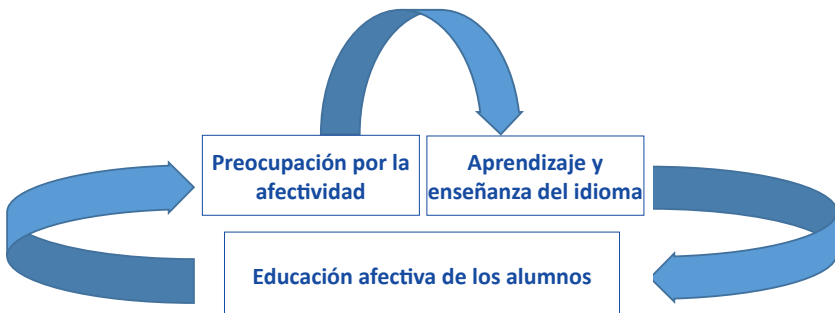 Preocupación por la
afectividad
Aprendizaje y
enseñanza del idioma
Educación afectiva de los alumnos